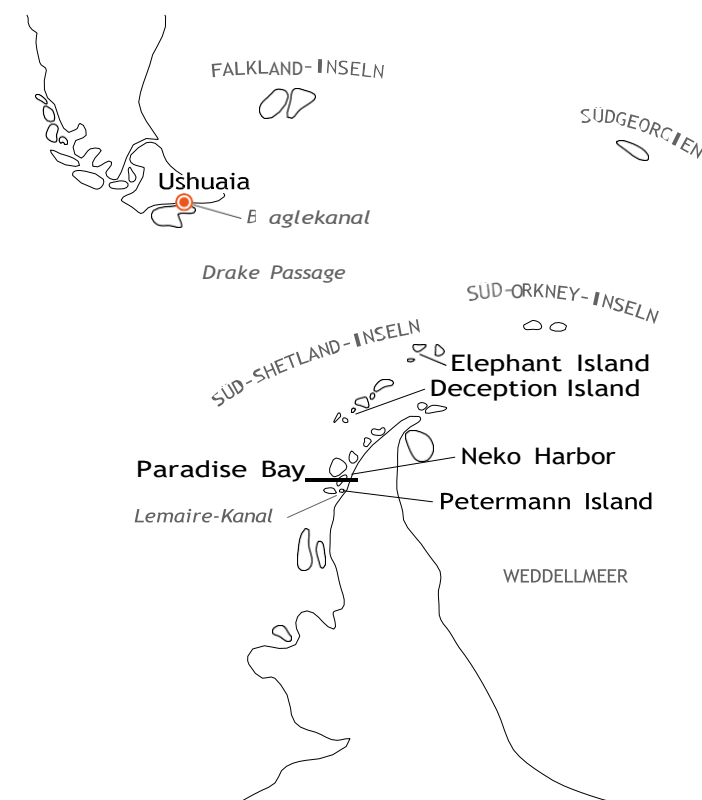 FALKLAND-INSELN
SÜDGEORGIEN
Ushuaia
B aglekanal
Drake Passage
SÜD-ORKNEY-INSELN
SÜD-SHETLAND-INSELN
Elephant Island
Deception Island
Neko Harbor
Paradise Bay
Petermann Island
Lemaire-Kanal
WEDDELLMEER